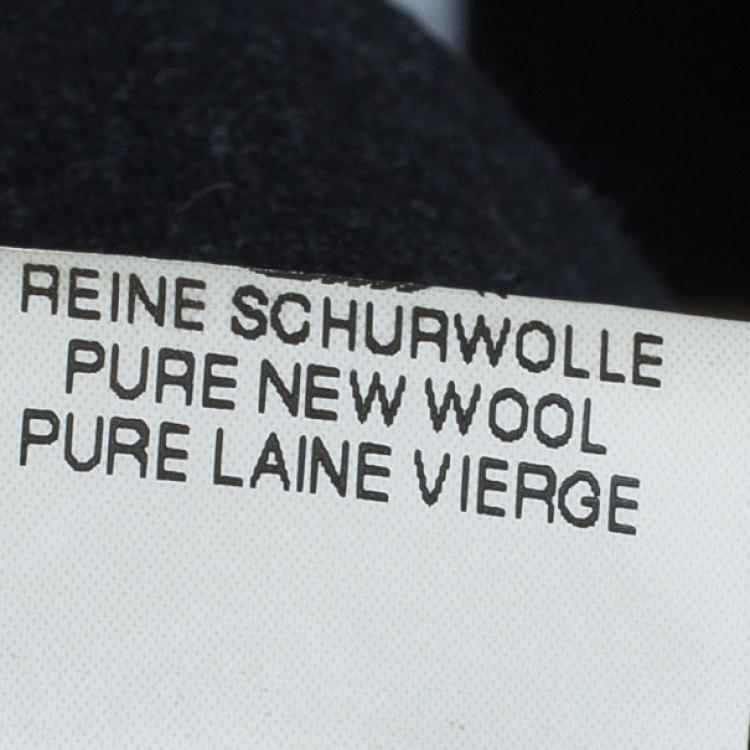 REINE SCHURWOLLE
PURE NEW WOOL
PURE LAINE VIERGE